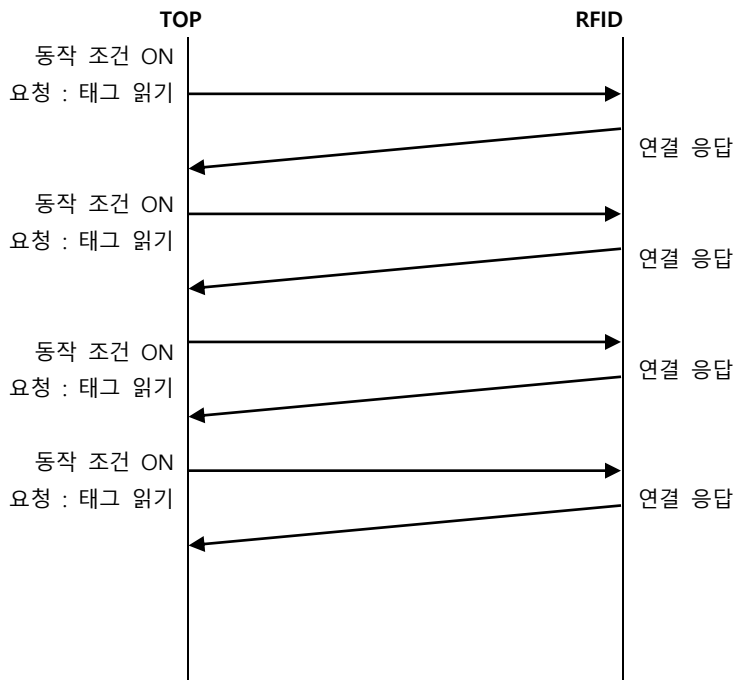 TOP
RFID
동작 조건 ON
요청 : 태그 읽기
연결 응답
동작 조건 ON
요청 : 태그 읽기
연결 응답
동작 조건 ON
요청 : 태그 읽기
연결 응답
동작 조건 ON
요청 : 태그 읽기
연결 응답